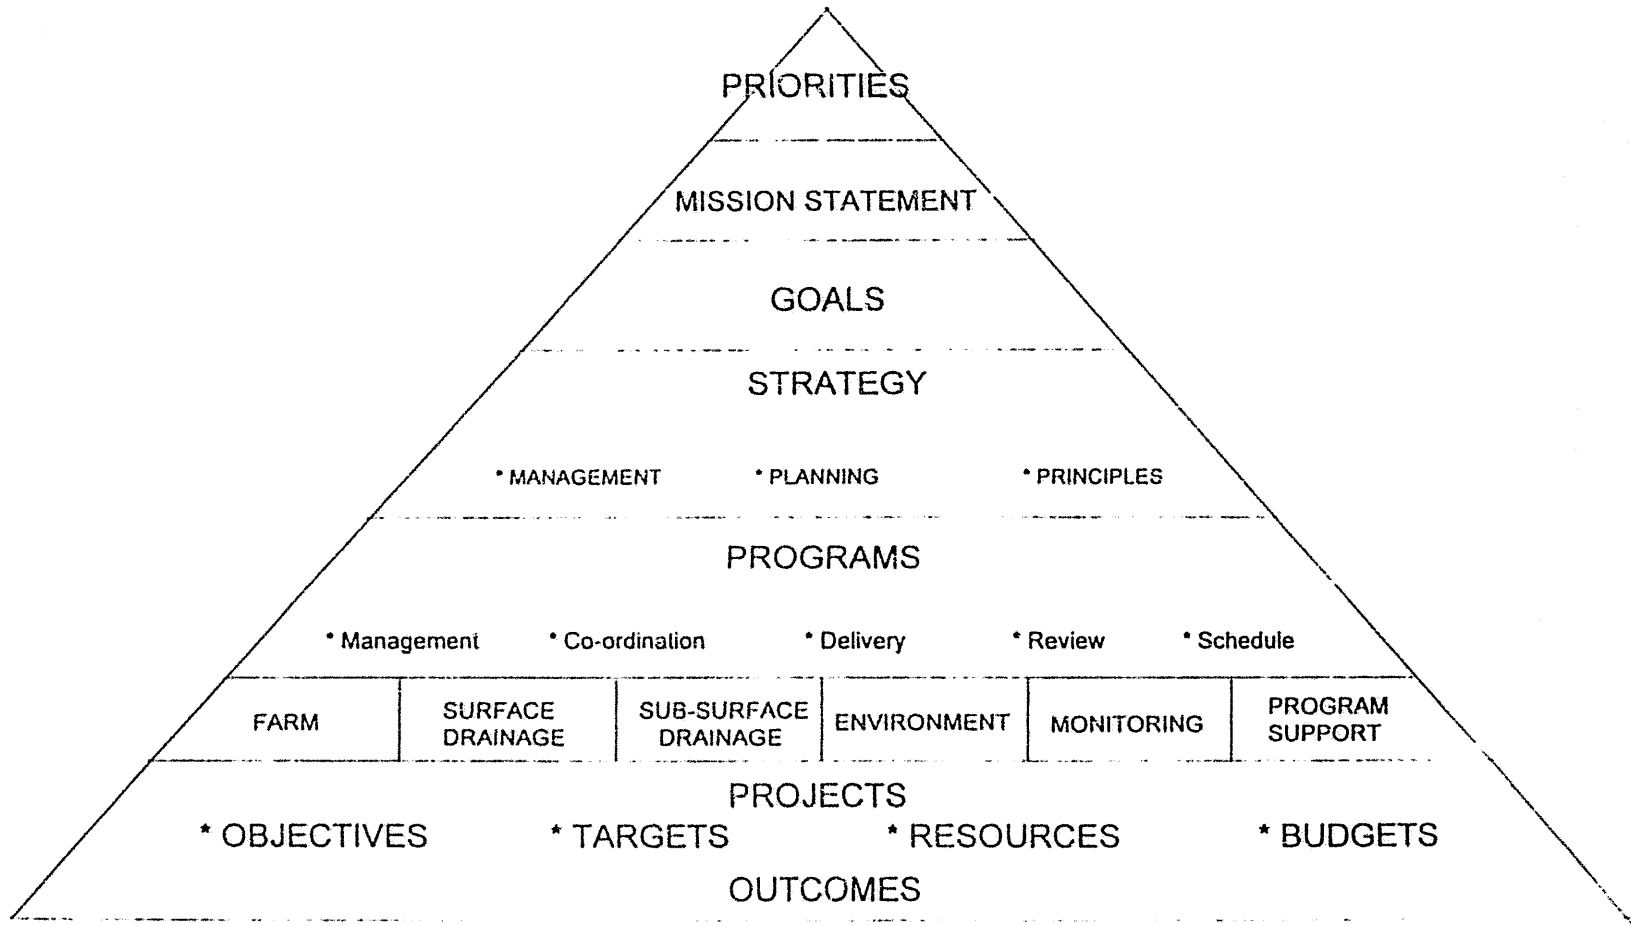 PRIORITIES
MISSION STATEMENT
GOALS
STRATEGY
* MANAGEMENT * PLANNING * PRINCIPLES
PROGRAMS
* Management * Co-ordination * Delivery * Review * Schedule
FARM
SURFACE
DRAINAGE
SUB-SURFACE
DRAINAGE
ENVIRONMENT
MONITORING
PROGRAM
SUPPORT
PROJECTS
* OBJECTIVES * TARGETS * RESOURCES * BUDGETS
OUTCOMES